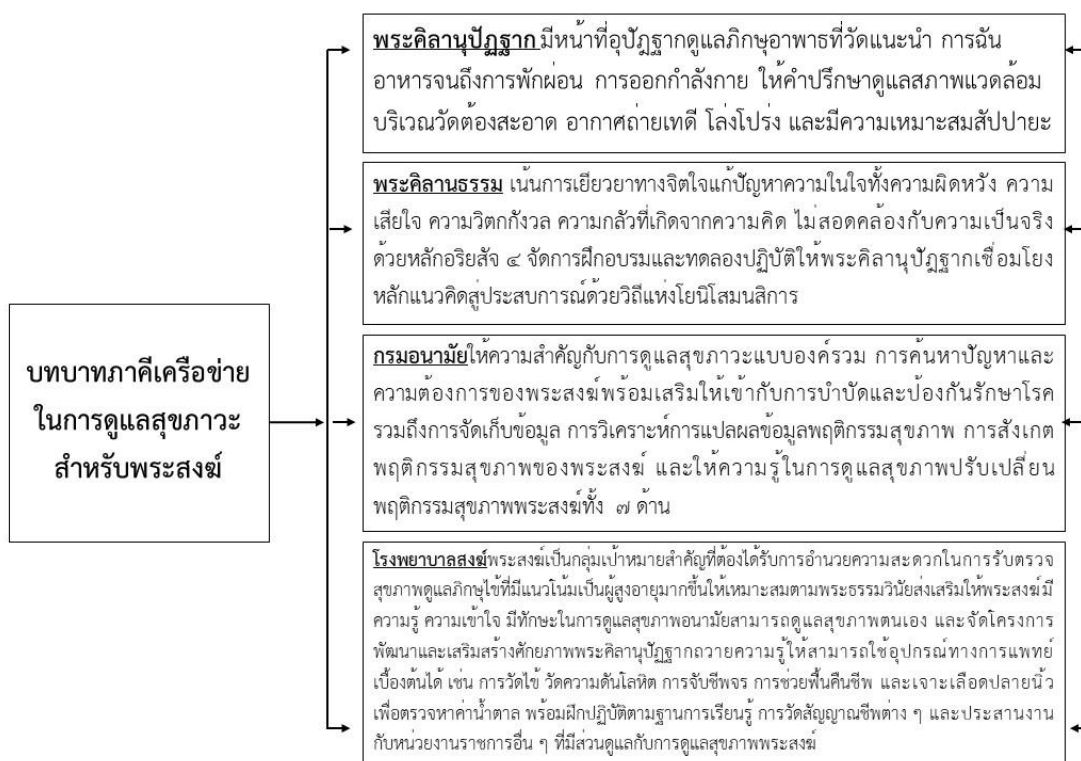 พระคิลานุปัฏฐาก มีหน้าที่อุปัฏฐากดูแลภิกษุอาพาธที่วัดแนะนำ การฉัน
อาหารจนถึงการพักผ่อน การออกกำลังกาย ให้คำปรึกษาดูแลสภาพแวดล้อม
บริเวณวัดต้องสะอาด อากาศถ่ายเทดี โล่งโปร่ง และมีความเหมาะสมสัปปายะ
พระคิลานธรรม เน้นการเยียวยาทางจิตใจแก้ปัญหาความในใจทั้งความผิดหวัง ความ
เสียใจ ความวิตกกังวล ความกลัวที่เกิดจากความคิด ไม่สอดคล้องกับความเป็นจริง
ด้วยหลักอริยสัจ ๔ จัดการฝึกอบรมและทดลองปฏิบัติให้พระคิลานุปัฏฐากเชื่อมโยง
หลักแนวคิดสู่ประสบการณ์ด้วยวิถีแห่งโยนิโสมนสิการ
บทบาทภาคีเครือข่าย
ในการดูแลสุขภาวะ
สำหรับพระสงฆ์
กรมอนามัยให้ความสำคัญกับการดูแลสุขภาวะแบบองค์รวม การค้นหาปัญหาและ
ความต้องการของพระสงฆ์พร้อมเสริมให้เข้ากับการบำบัดและป้องกันรักษาโรค
รวมถึงการจัดเก็บข้อมูล การวิเคราะห์การแปลผลข้อมูลพฤติกรรมสุขภาพ การสังเกต
พฤติกรรมสุขภาพของพระสงฆ์ และให้ความรู้ในการดูแลสุขภาพปรับเปลี่ยน
พฤติกรรมสุขภาพพระสงฆ์ทั้ง ๗ ด้าน
โรงพยาบาลสงฆ์พระสงฆ์เป็นกลุ่มเป้าหมายสำคัญที่ต้องได้รับการอำนวยความสะดวกในการรับตรวจ
สุขภาพดูแลภิกษุไข้ที่มีแนวโน้มเป็นผู้สูงอายุมากขึ้นให้เหมาะสมตามพระธรรมวินัยส่งเสริมให้พระสงฆ์มี
ความรู้ ความเข้าใจ มีทักษะในการดูแลสุขภาพอนามัยสามารถดูแลสุขภาพตนเอง และจัดโครงการ
พัฒนาและเสริมสร้างศักยภาพพระคิลานุปัฏฐากถวายความรู้ให้สามารถใช้อุปกรณ์ทางการแพทย์
เบื้องต้นได้ เช่น การวัดไข้ วัดความดันโลหิต การจับชีพจร การช่วยฟื้นคืนชีพ และเจาะเลือดปลายนิ้ว
เพื่อตรวจหาค่าน้ำตาล พร้อมฝึกปฏิบัติตามฐานการเรียนรู้ การวัดสัญญาณชีพต่าง ๆ และประสานงาน
กับหน่วยงานราชการอื่น ๆ ที่มีส่วนดูแลกับการดูแลสุขภาพพระสงฆ์